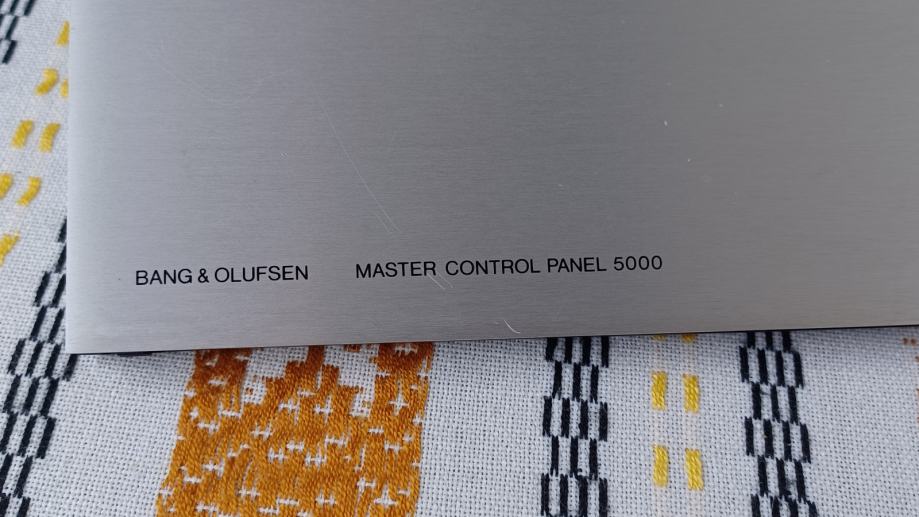 BANG & OLUFSEN MASTER CONTROL PANEL 5000